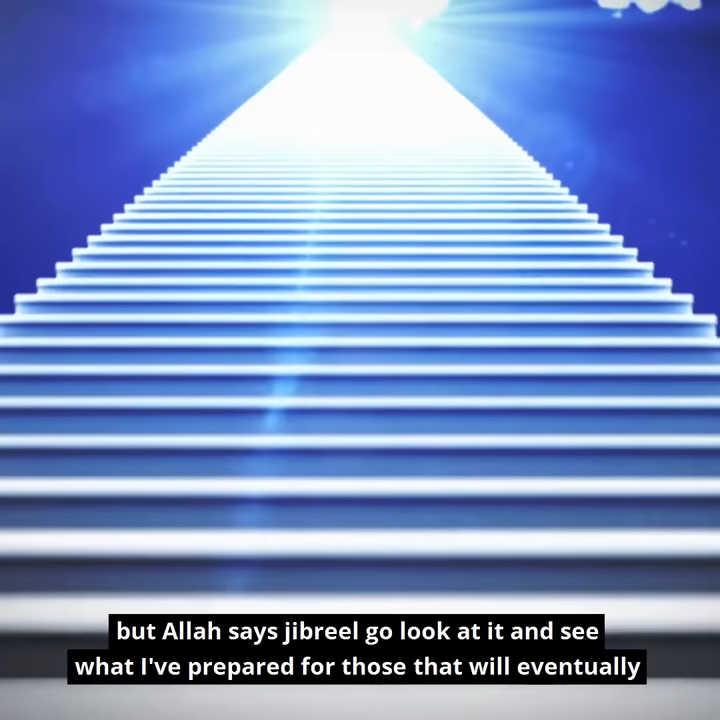 but Allah says jibreel go look at it and see
what I've prepared for those that will eventually